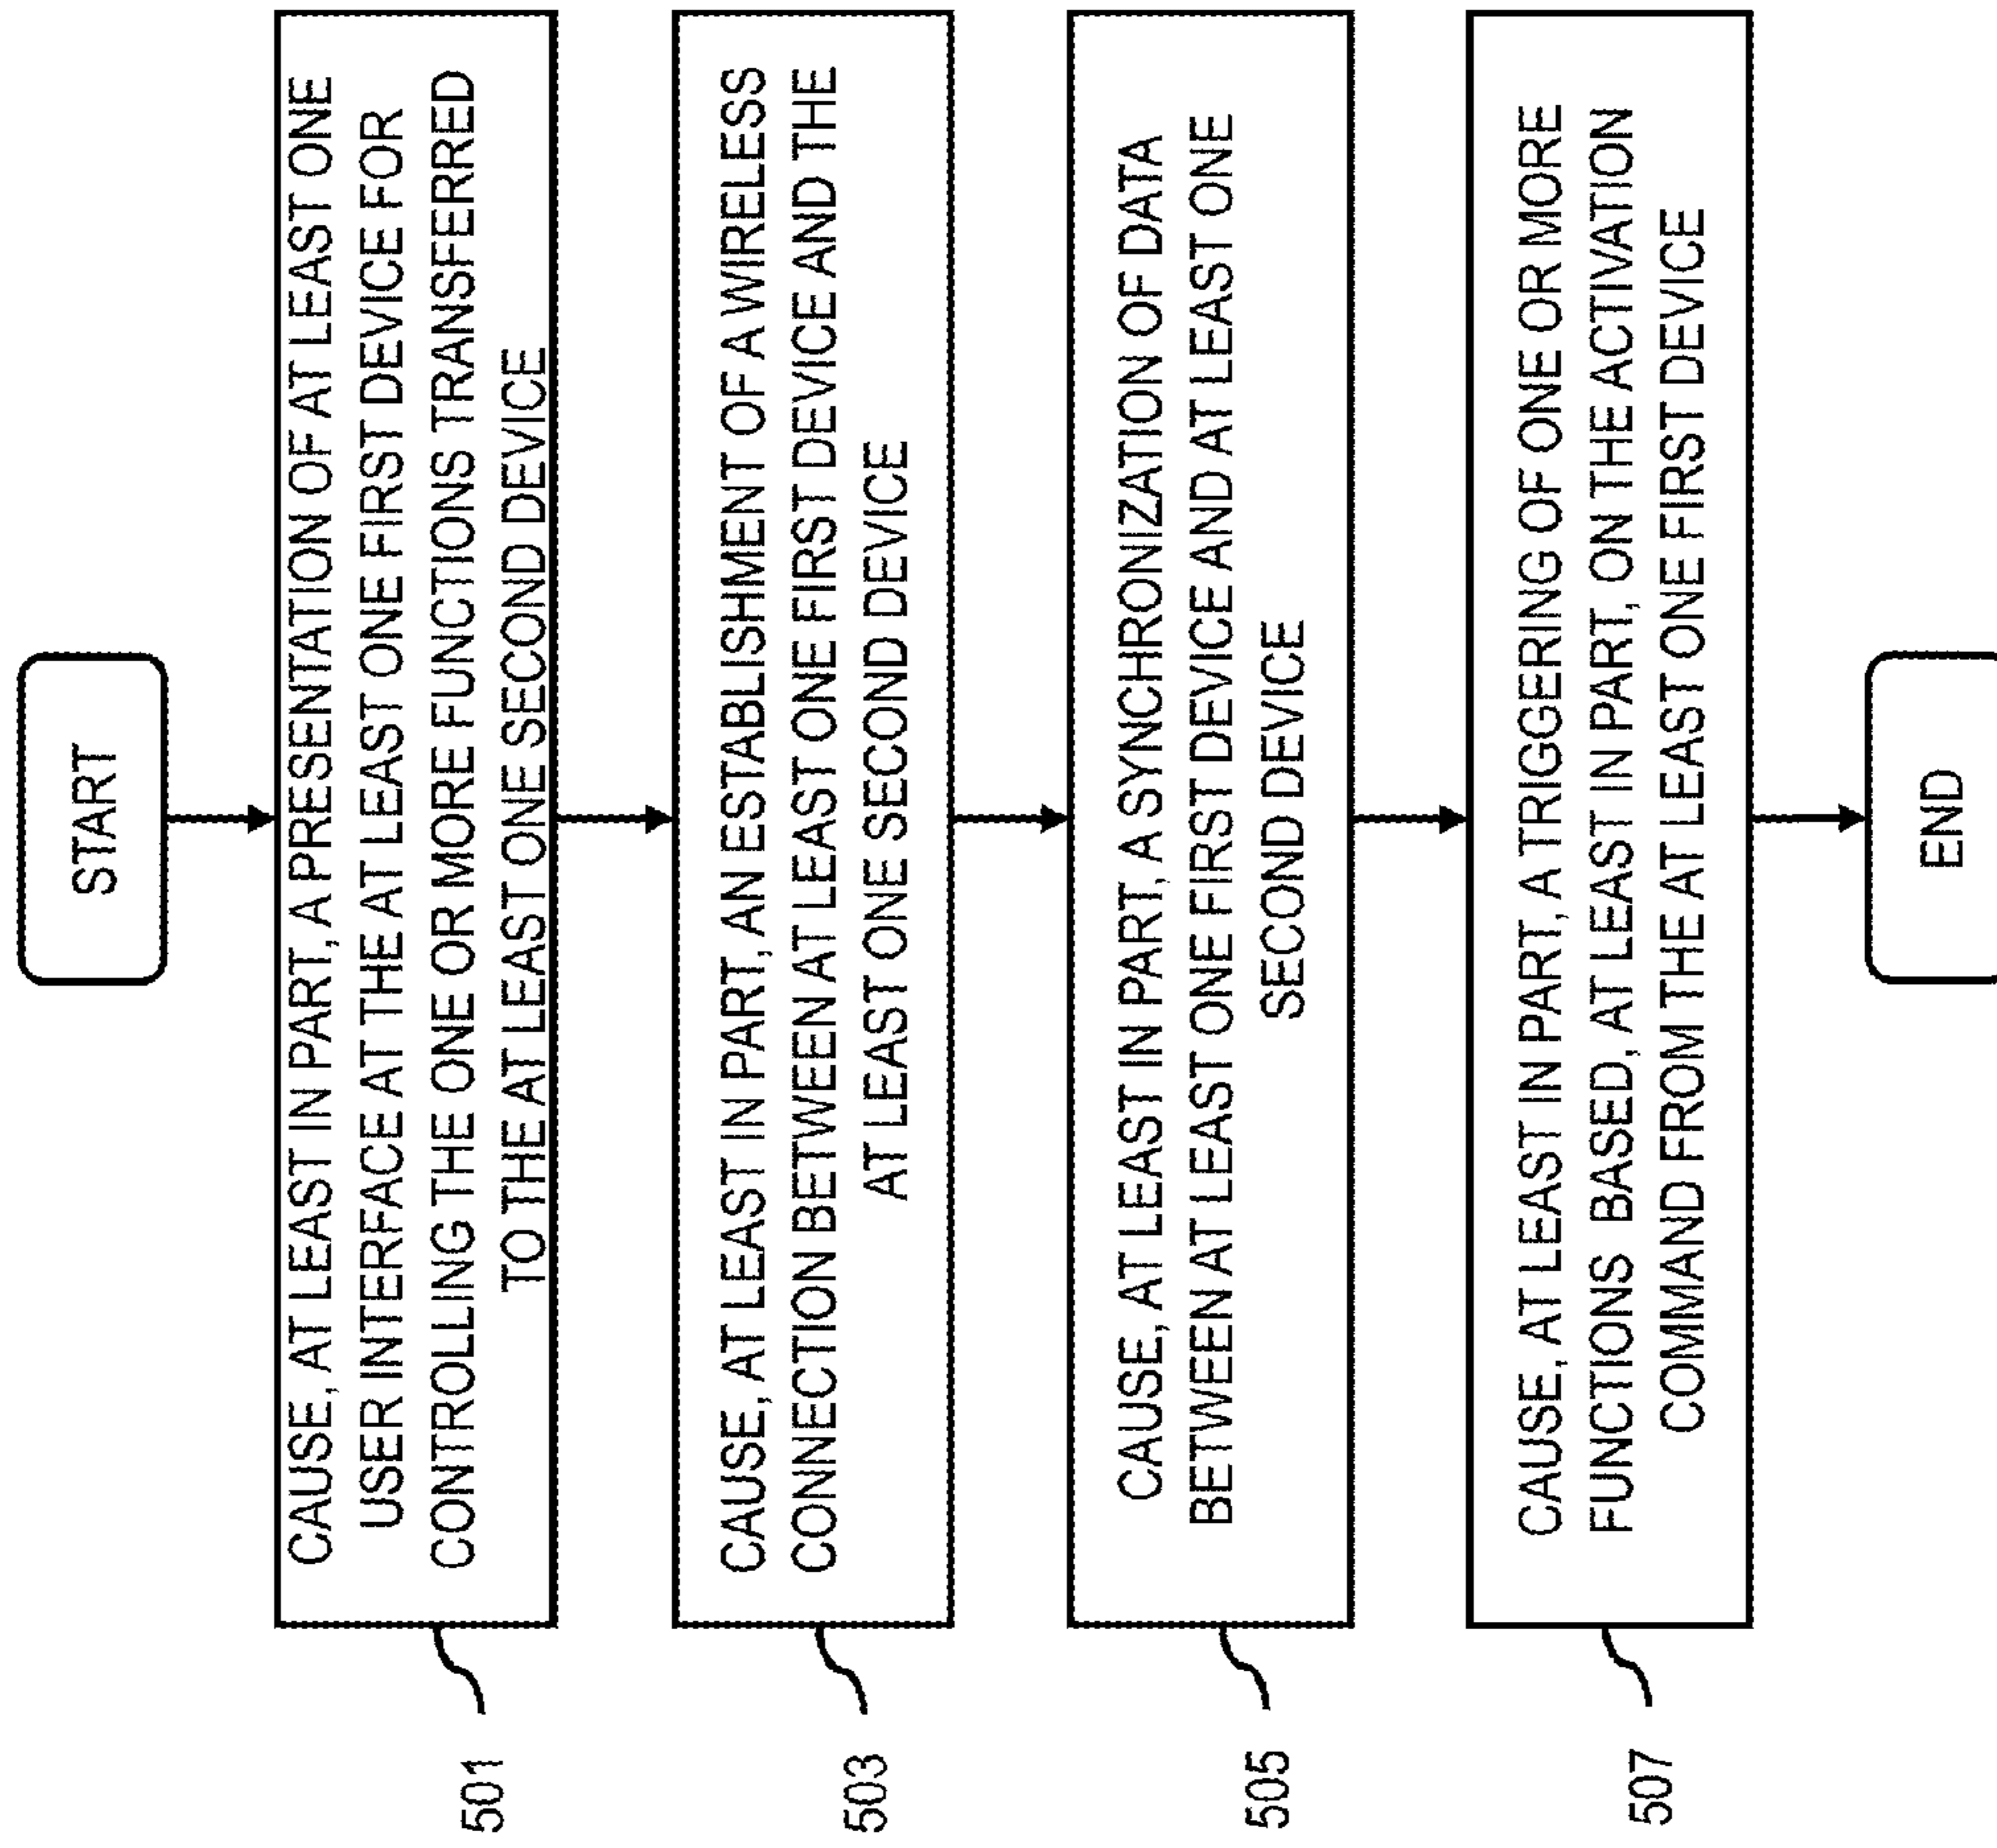 START
CAUSE, AT LEAST IN PART, A PRESENTATION OF AT LEAST ONE
USER INTERFACE AT THE AT LEAST ONE FIRST DEVICE FOR
CONTROLLING THE ONE OR MORE FUNCTIONS TRANSFERRED
TO THE AT LEAST ONE SECOND DEVICE
501
CAUSE, AT LEAST IN PART, AN ESTABLISHMENT OF A WIRELESS
CONNECTION BETWEEN AT LEAST ONE FIRST DEVICE AND THE
AT LEAST ONE SECOND DEVICE
503
CAUSE, AT LEAST IN PART, A SYNCHRONIZATION OF DATA
BETWEEN AT LEAST ONE FIRST DEVICE AND AT LEAST ONE
SECOND DEVICE
505
CAUSE, AT LEAST IN PART, A TRIGGERING OF ONE OR MORE
FUNCTIONS BASED, AT LEAST IN PART, ON THE ACTIVATION
COMMAND FROM THE AT LEAST ONE FIRST DEVICE
507
END